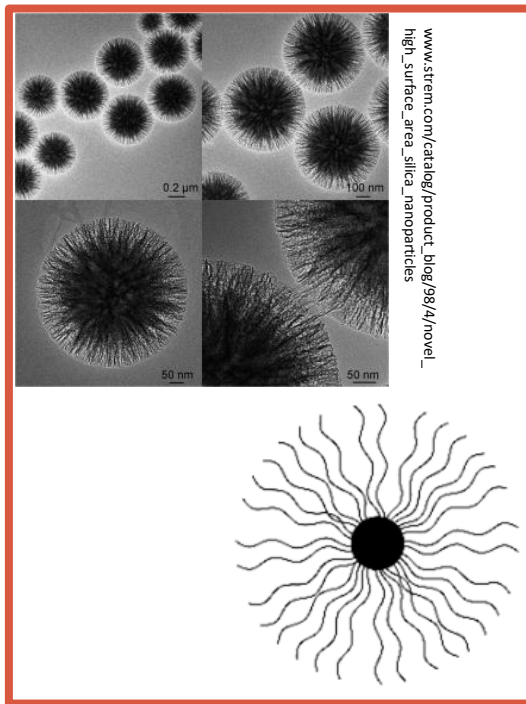 0.2 µm
100 nm
50 nm
50 nm
www.strem.com/catalog/product_blog/98/4/novel_
high_surface_area_silica_nanoparticles